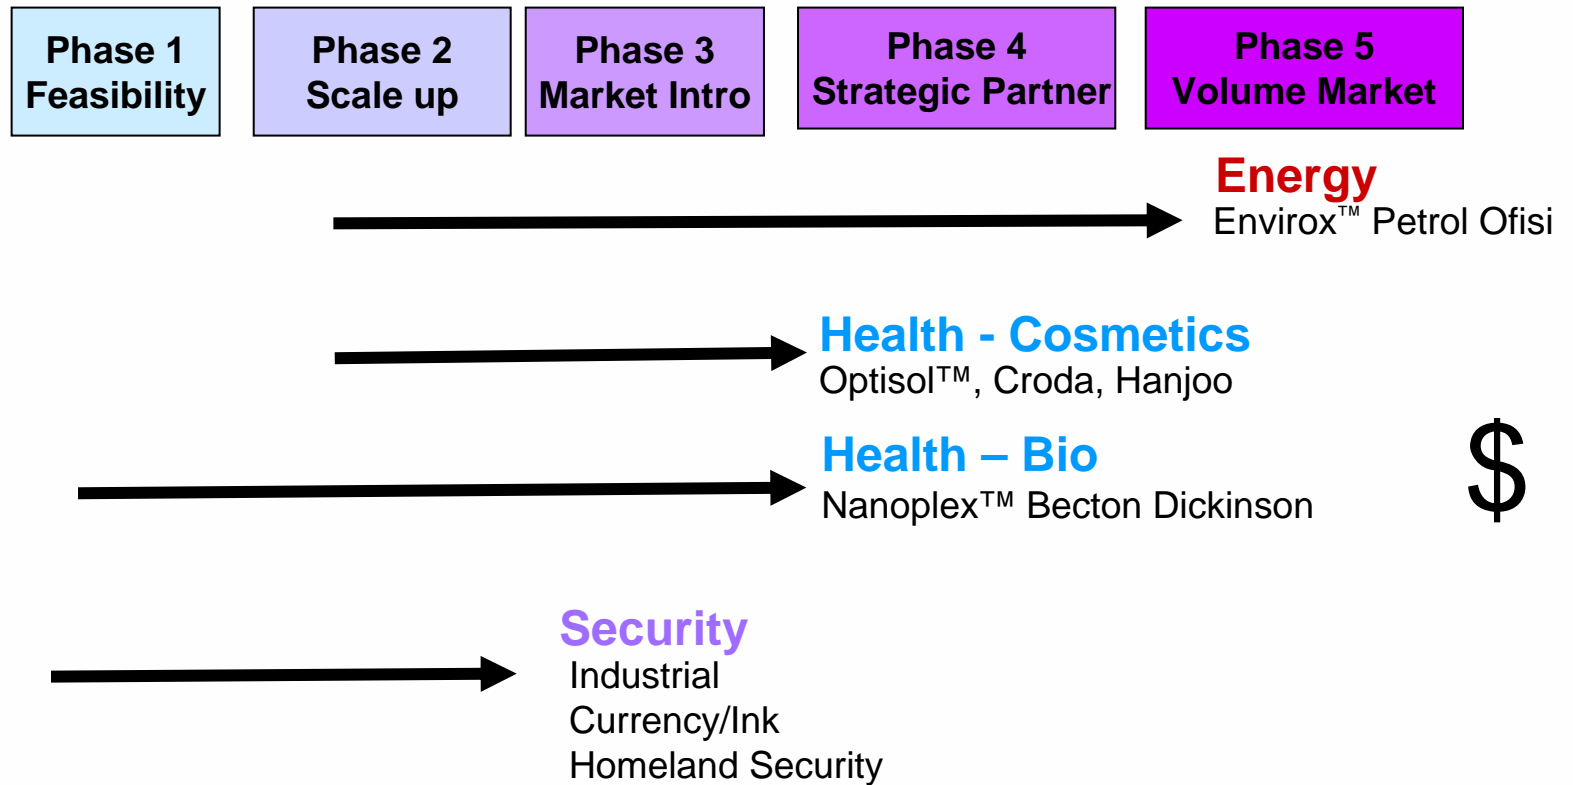 Phase 1
Feasibility
Phase 2
Scale up
Phase 3
Market Intro
Phase 4
Strategic Partner
Phase 5
Volume Market
Energy
Envirox™ Petrol Ofisi
Health - Cosmetics
Optisol™, Croda, Hanjoo
Health – Bio
Nanoplex™ Becton Dickinson
$
Security
Industrial
Currency/Ink
Homeland Security